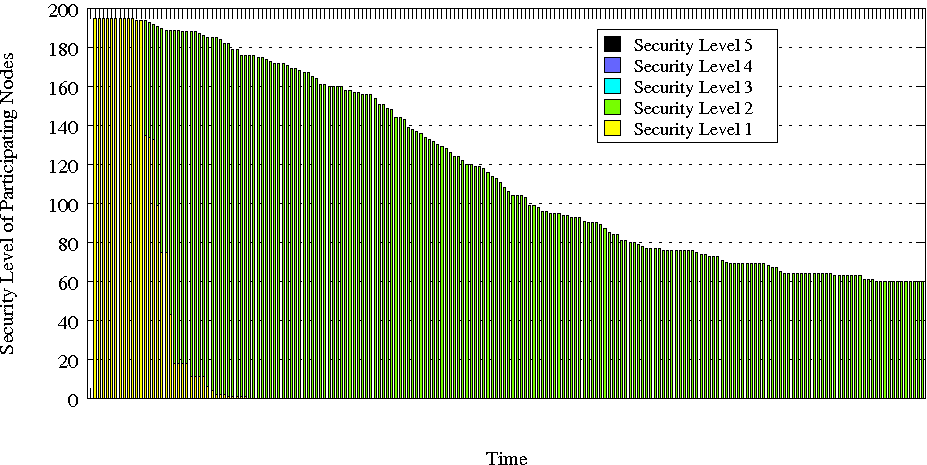 200
180
160
140
120
100
80
60
40
20
0
Security Level of Participating Nodes
Security Level 5
Security Level 4
Security Level 3
Security Level 2
Security Level 1
Time